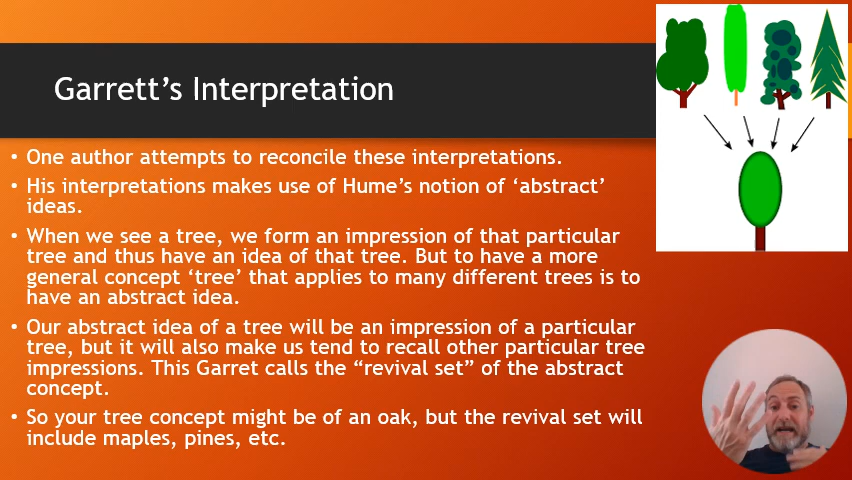 Garrett’s Interpretation
• One author attempts to reconcile these interpretations.
• His interpretations makes use of Hume’s notion of ‘abstract’
ideas.
• When we see a tree, we form an impression of that particular
tree and thus have an idea of that tree. But to have a more
general concept ‘tree’ that applies to many different trees is to
have an abstract idea.
• Our abstract idea of a tree will be an impression of a particular
tree, but it will also make us tend to recall other particular tree
impressions. This Garret calls the “revival set” of the abstract
concept.
• So your tree concept might be of an oak, but the revival set will
include maples, pines, etc.